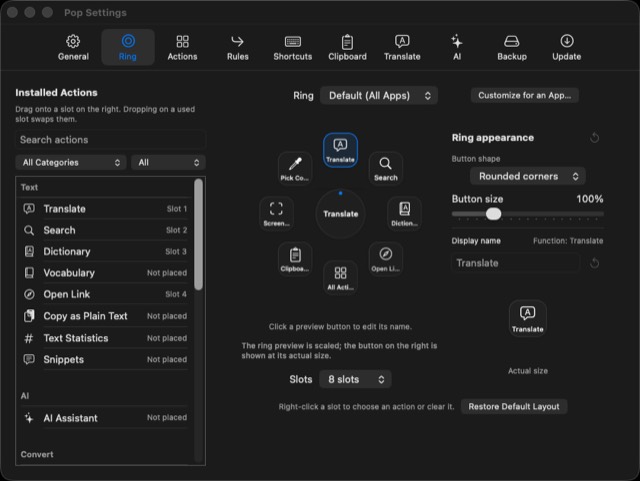 Pop Settings
General
Ring
Actions
Rules
Shortcuts
Clipboard
Translate
AI
Backup
Update
Installed Actions
Drag onto a slot on the right. Dropping on a used
slot swaps them.
Search actions
All Categories
All
Text
Translate Slot 1
Search Slot 2
Dictionary Slot 3
Vocabulary Not placed
Open Link Slot 4
Copy as Plain Text Not placed
# Text Statistics Not placed
Snippets Not placed
AI
AI Assistant Not placed
Convert
Ring Default (All Apps)
Customize for an App...
Translate
Pick Co...
Search
Screen...
Translate
Diction...
Clipboa...
Open Li...
All Acti...
Click a preview button to edit its name.
The ring preview is scaled; the button on the right is
shown at its actual size.
Slots 8 slots
Right-click a slot to choose an action or clear it.
Restore Default Layout
Ring appearance
Button shape
Rounded corners
Button size 100%
Display name Function: Translate
Translate
Translate
Actual size